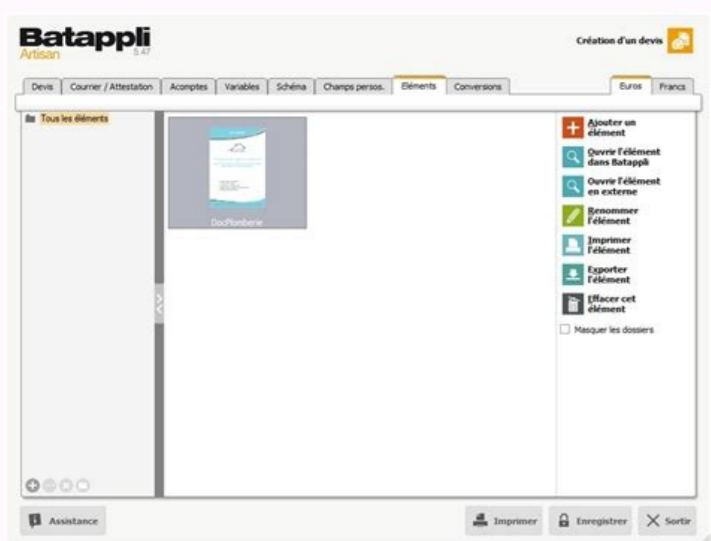 Batappli
Artisan
5.47
Création d'un devis
Devis
Courrier / Attestation
Acomptes
Variables
Schéma
Champs persos.
Eléments
Conversions
Euros
Francs
Tous les éléments
DocPlomberie
Ajouter un
élément
Ouvrir l'élément
dans Batappli
Ouvrir l'élément
en externe
Renommer
l'élément
Imprimer
l'élément
Exporter
l'élément
Effacer cet
élément
Masquer les dossiers
Assistance
Imprimer
Enregistrer
Sortir